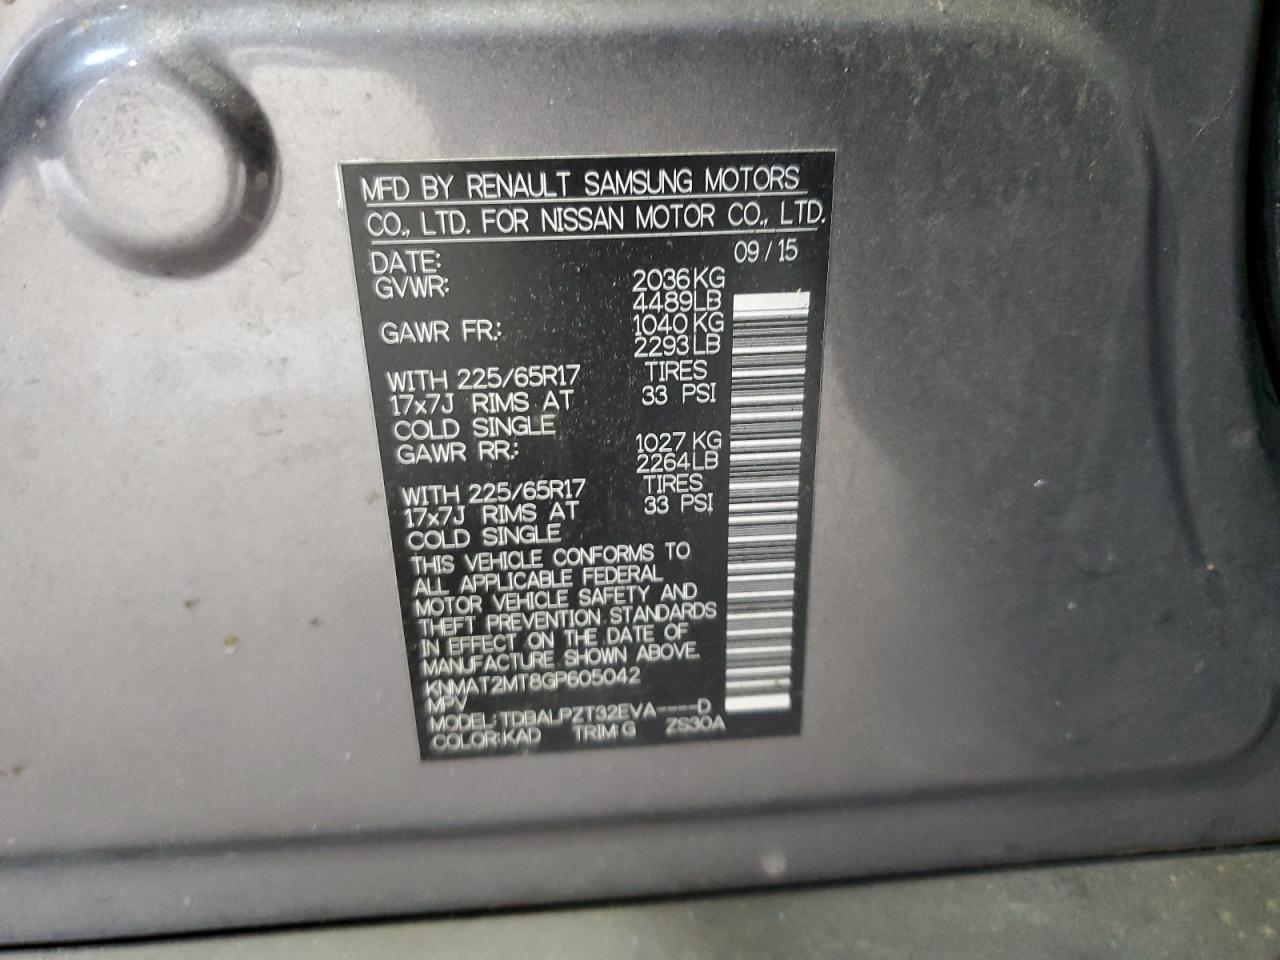 MFD BY RENAULT SAMSUNG MOTORS
CO., LTD. FOR NISSAN MOTOR CO., LTD.
DATE: 09/15
GVWR: 2036KG
4489LB
GAWR FR: 1040KG
2293LB
WITH 225/65R17 TIRES
17x7J RIMS AT 33 PSI
COLD SINGLE
GAWR RR: 1027KG
2264LB
WITH 225/65R17 TIRES
17x7J RIMS AT 33 PSI
COLD SINGLE
THIS VEHICLE CONFORMS TO
ALL APPLICABLE FEDERAL
MOTOR VEHICLE SAFETY AND
THEFT PREVENTION STANDARDS
IN EFFECT ON THE DATE OF
MANUFACTURE SHOWN ABOVE.
KNMAT2MT8GP605042
MPV
MODEL: TDBALPZT32EVA----D
COLOR:KAD TRIM:G ZS30A